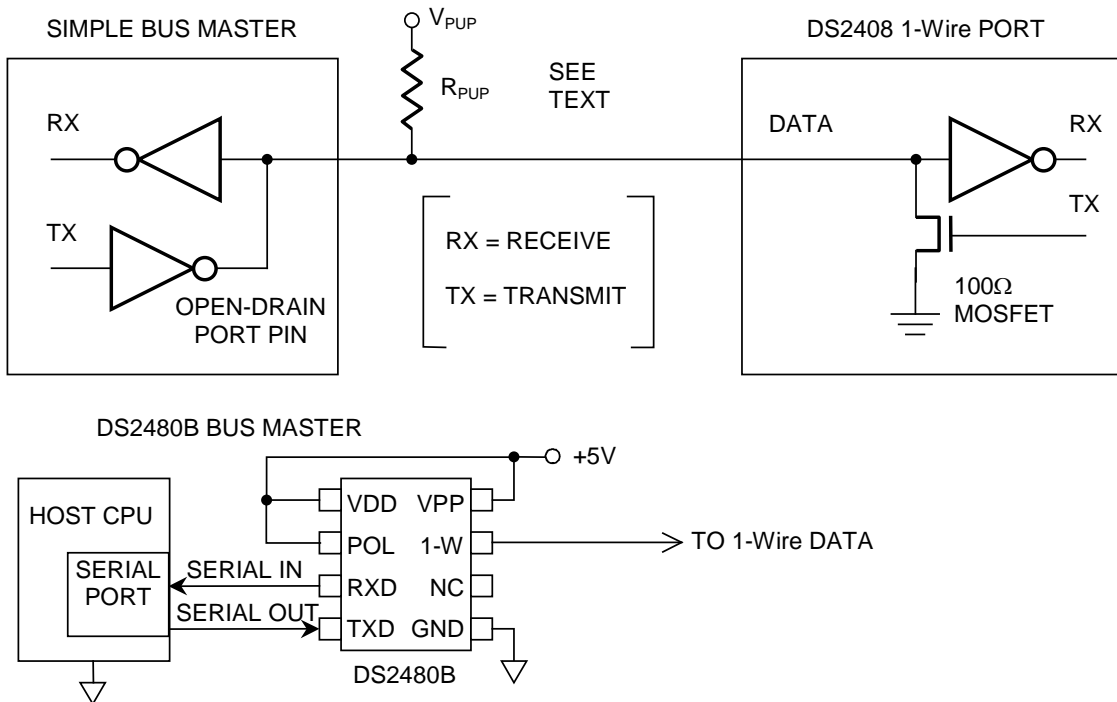 SIMPLE BUS MASTER
V_PUP
DS2408 1-Wire PORT
R_PUP
SEE
TEXT
RX
DATA
RX
TX
TX
RX = RECEIVE
TX = TRANSMIT
OPEN-DRAIN
PORT PIN
100Ω
MOSFET
DS2480B BUS MASTER
+5V
HOST CPU
VDD
VPP
POL
1-W
TO 1-Wire DATA
SERIAL
PORT
SERIAL IN
RXD
NC
SERIAL OUT
TXD
GND
DS2480B